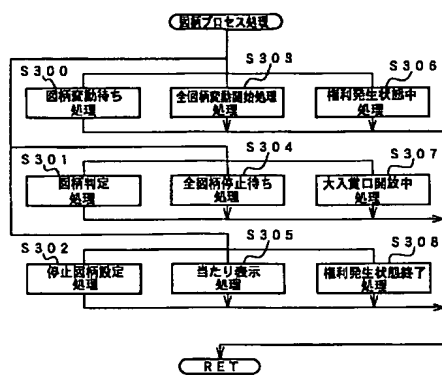 図柄プロセス処理
S300
S303
S306
図柄変動待ち
処理
全図柄変動開始処理
処理
権利発生状態中
処理
S301
S304
S307
図柄判定
処理
全図柄停止待ち
処理
大入賞口開放中
処理
S302
S305
S308
停止図柄設定
処理
当たり表示
処理
権利発生状態終了
処理
RET